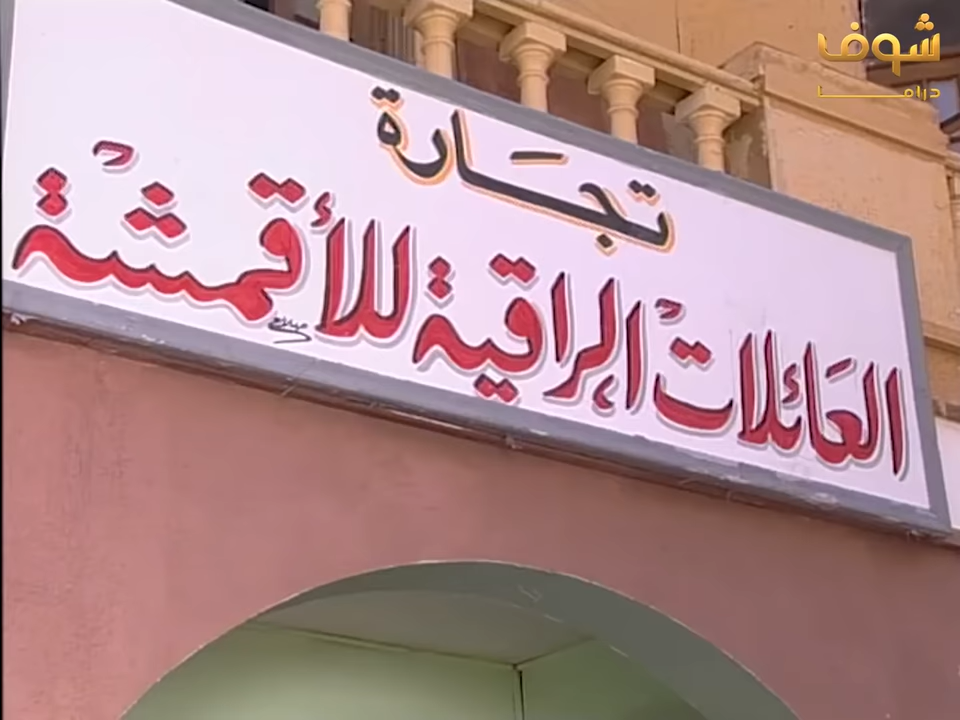 شوف
دراما
تجارة
العائلات الراقية للأقمشة